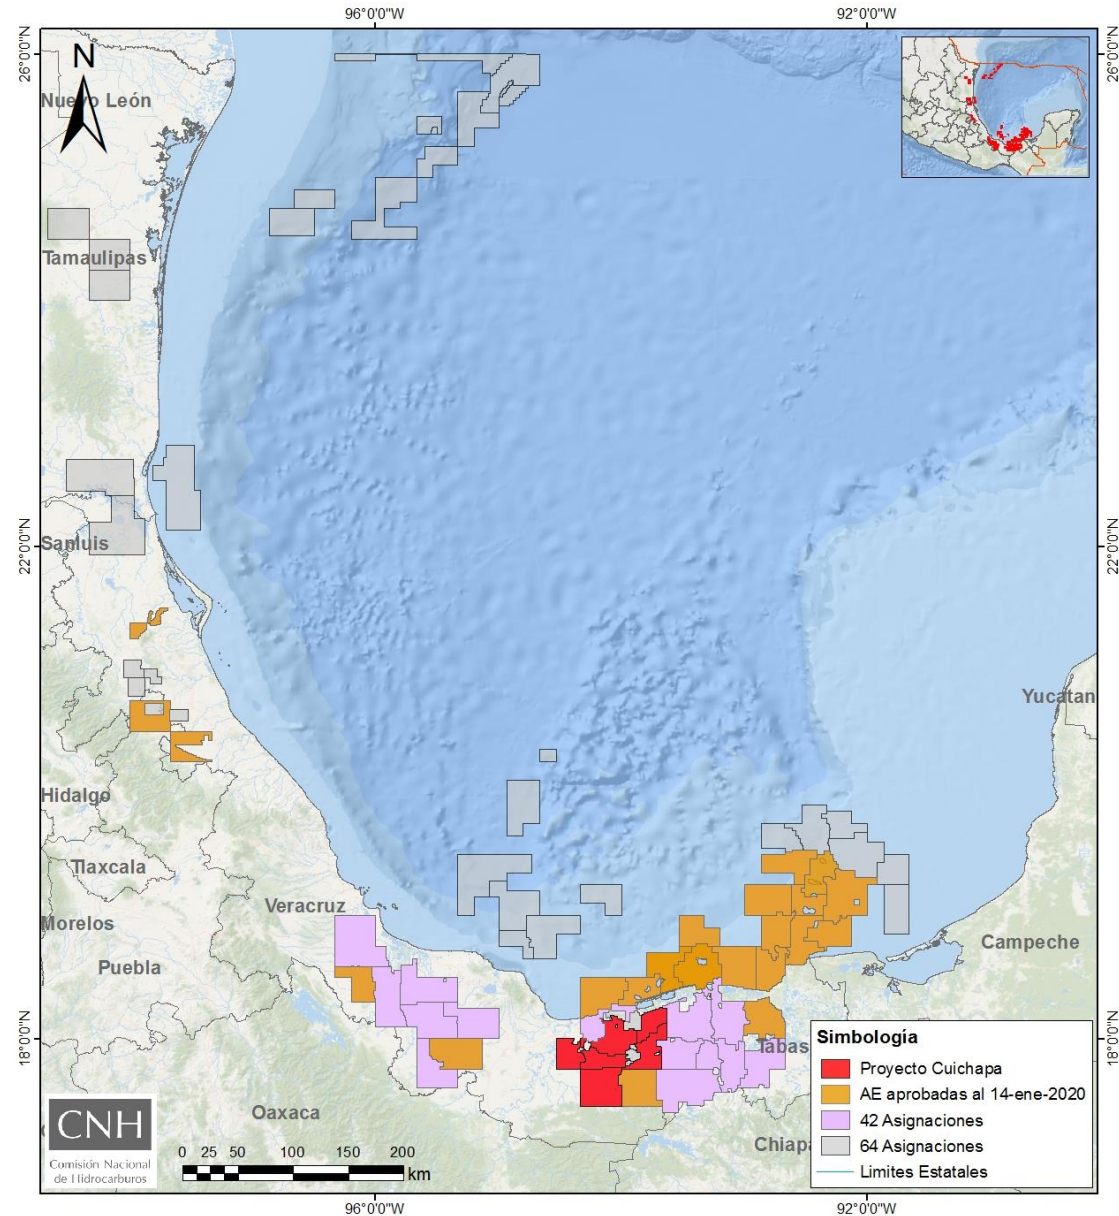 96°0'0"W
92°0'0"W
26°0'0"N
26°0'0"N
N
Nuevo León
Tamaulipas
22°0'0"N
SanLuis
22°0'0"N
Yucatan
Hidalgo
Tlaxcala
Veracruz
Morelos
Campeche
Puebla
18°0'0"N
18°0'0"N
Tabas
Oaxaca
Chiapa
Simbología
Proyecto Cuichapa
AE aprobadas al 14-ene-2020
42 Asignaciones
64 Asignaciones
Limites Estatales
CNH
Comisión Nacional
de Hidrocarburos
0 25 50 100 150 200
km
96°0'0"W
92°0'0"W